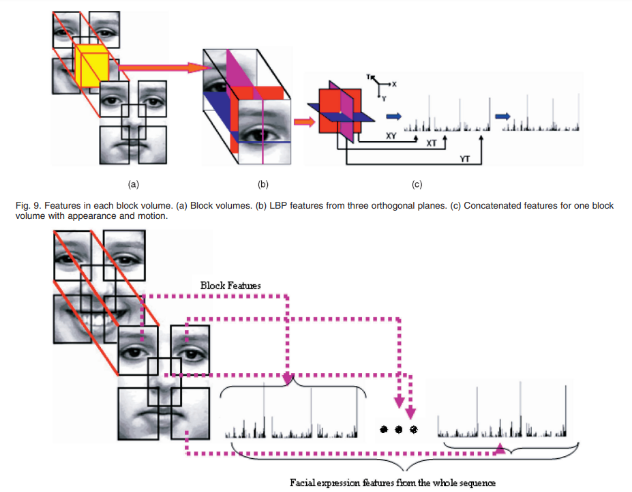 T
X
Y
XY
XT
YT
(a)
(b)
(c)
Fig. 9. Features in each block volume. (a) Block volumes. (b) LBP features from three orthogonal planes. (c) Concatenated features for one block
volume with appearance and motion.
Block Features
Facial expression features from the whole sequence